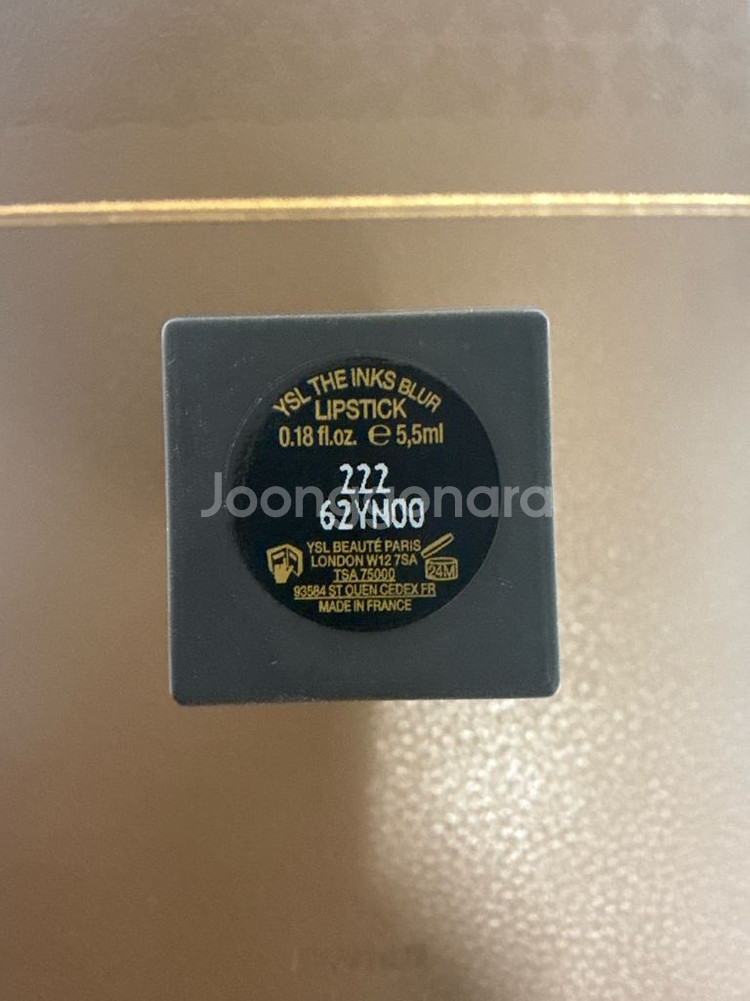 YSL THE INKS BLUR
LIPSTICK
0.18 fl.oz. ℮ 5,5ml
222
Joonggonara
62YN00
YSL BEAUTÉ PARIS
LONDON W12 7SA
TSA 75000
24M
93584 ST OUEN CEDEX FR
MADE IN FRANCE